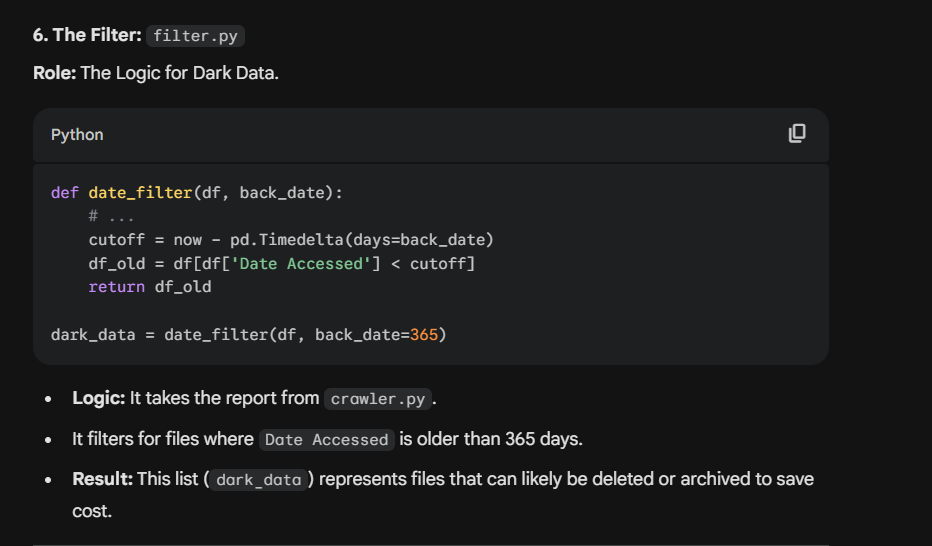 6. The Filter: filter.py
Role: The Logic for Dark Data.
Python
def date_filter(df, back_date):
    # ...
    cutoff = now - pd.Timedelta(days=back_date)
    df_old = df[df['Date Accessed'] < cutoff]
    return df_old
dark_data = date_filter(df, back_date=365)
• Logic: It takes the report from crawler.py.
• It filters for files where Date Accessed is older than 365 days.
• Result: This list (dark_data) represents files that can likely be deleted or archived to save
cost.